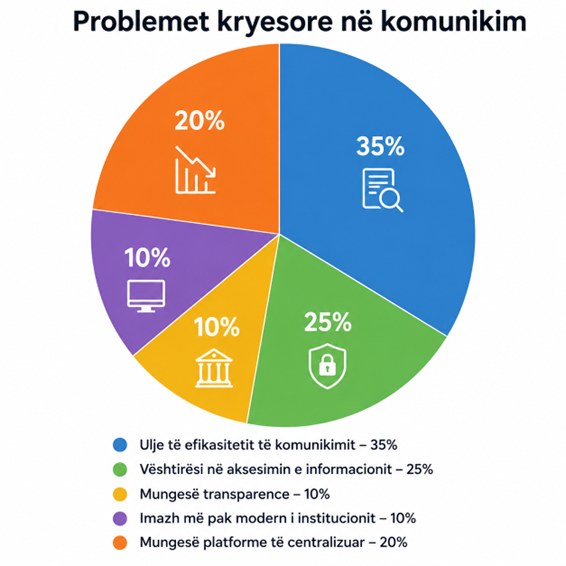 Problemet kryesore në komunikim
20%
35%
10%
10%
25%
Ulje të efikasitetit të komunikimit – 35%
Vështirësi në aksesimin e informacionit – 25%
Mungesë transparence – 10%
Imazh më pak modern i institucionit – 10%
Mungesë platforme të centralizuar – 20%